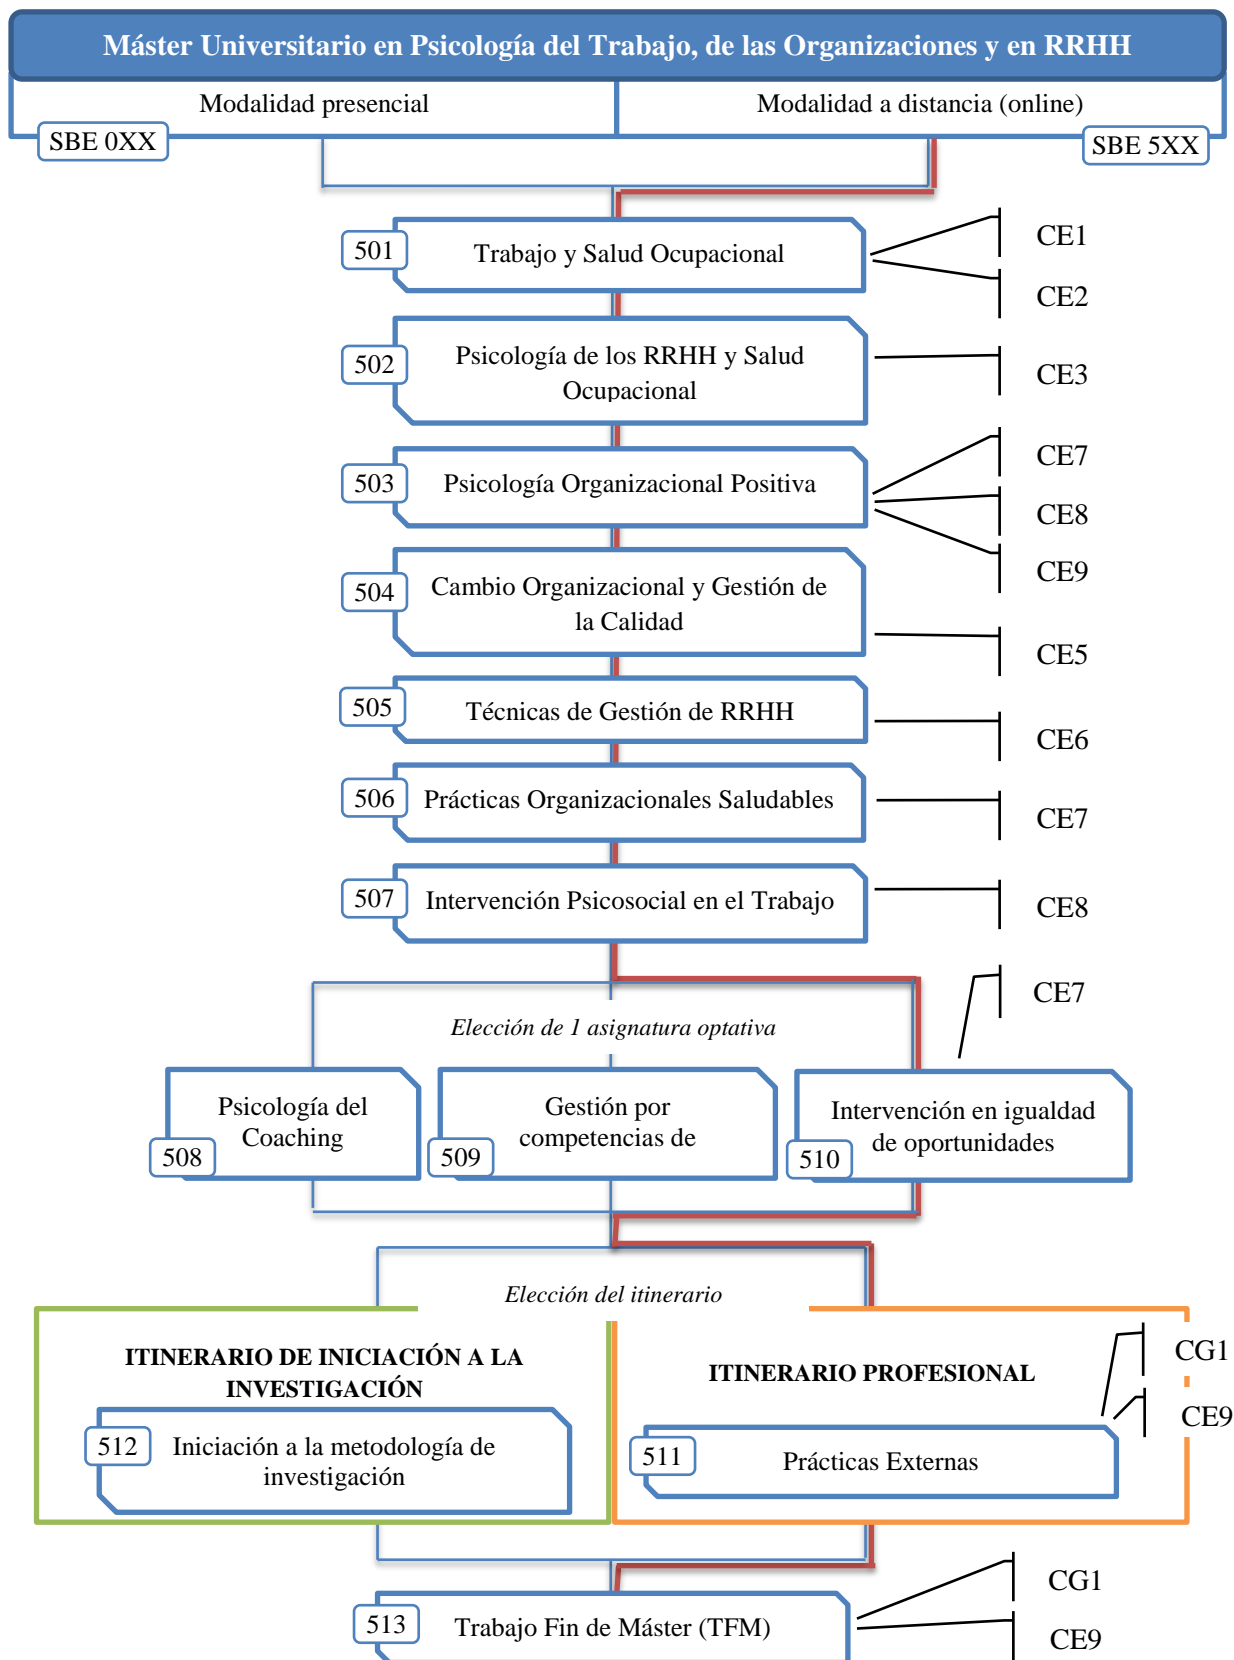 Máster Universitario en Psicología del Trabajo, de las Organizaciones y en RRHH
Modalidad presencial
Modalidad a distancia (online)
SBE 0XX
SBE 5XX
501
Trabajo y Salud Ocupacional
CE1
CE2
502
Psicología de los RRHH y Salud
Ocupacional
CE3
503
Psicología Organizacional Positiva
CE7
CE8
CE9
504
Cambio Organizacional y Gestión de
la Calidad
CE5
505
Técnicas de Gestión de RRHH
CE6
506
Prácticas Organizacionales Saludables
CE7
507
Intervención Psicosocial en el Trabajo
CE8
CE7
Elección de 1 asignatura optativa
Psicología del
Coaching
508
Gestión por
competencias de
509
Intervención en igualdad
de oportunidades
510
Elección del itinerario
ITINERARIO DE INICIACIÓN A LA
INVESTIGACIÓN
512
Iniciación a la metodología de
investigación
ITINERARIO PROFESIONAL
CG1
CE9
511
Prácticas Externas
513
Trabajo Fin de Máster (TFM)
CG1
CE9